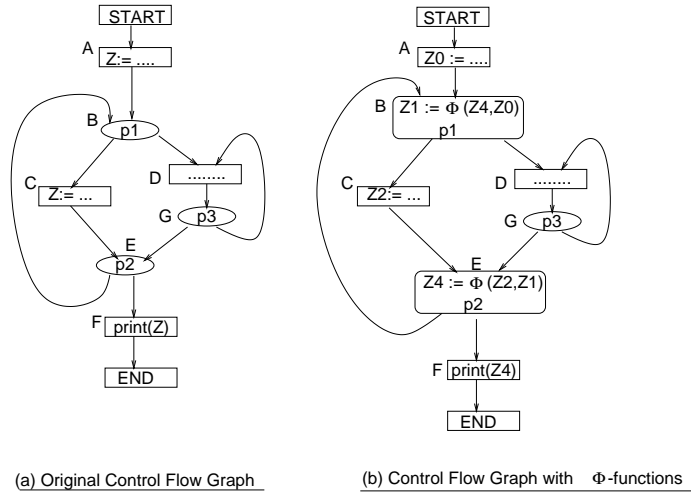 START
A
Z:= ....
B
p1
C
Z:= ...
D
........
G
p3
E
p2
F
print(Z)
END
(a) Original Control Flow Graph
START
A
Z0 := ....
B
Z1 := Φ (Z4,Z0)
p1
C
Z2:= ...
D
........
G
p3
E
Z4 := Φ (Z2,Z1)
p2
F
print(Z4)
END
(b) Control Flow Graph with Φ-functions